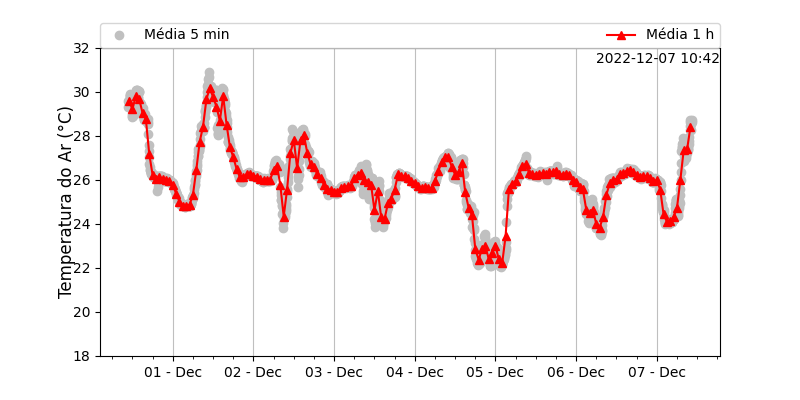 Média 5 min
Média 1 h
2022-12-07 10:42
Temperatura do Ar (°C)
32
30
28
26
24
22
20
18
01 - Dec
02 - Dec
03 - Dec
04 - Dec
05 - Dec
06 - Dec
07 - Dec